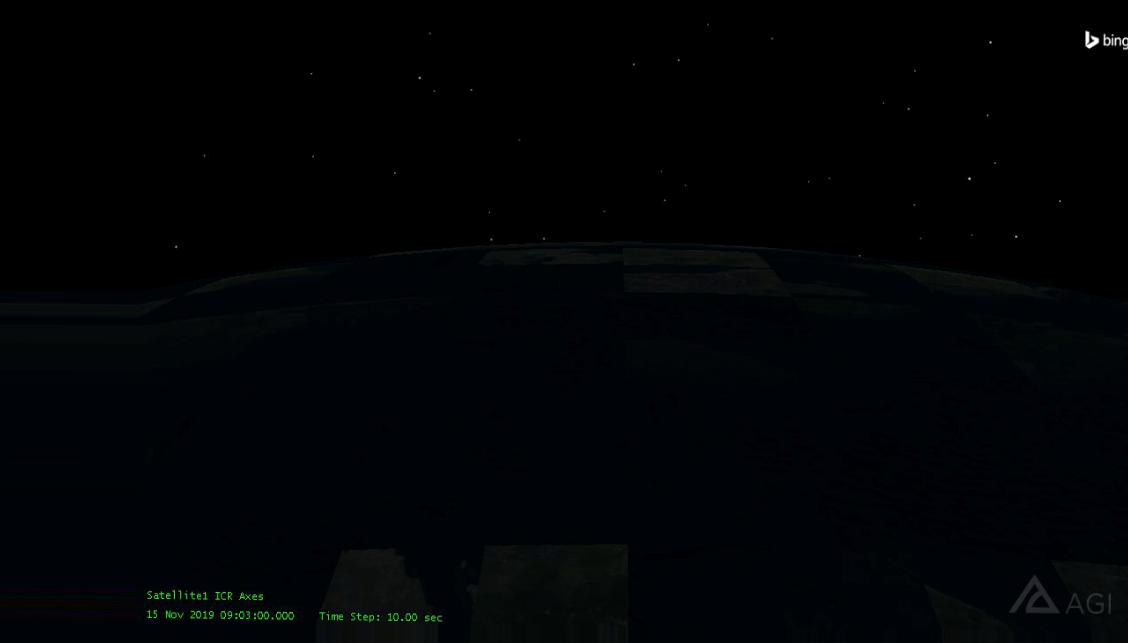 bing
Satellite1 ICR Axes
15 Nov 2019 09:03:00.000 Time Step: 10.00 sec
AGI